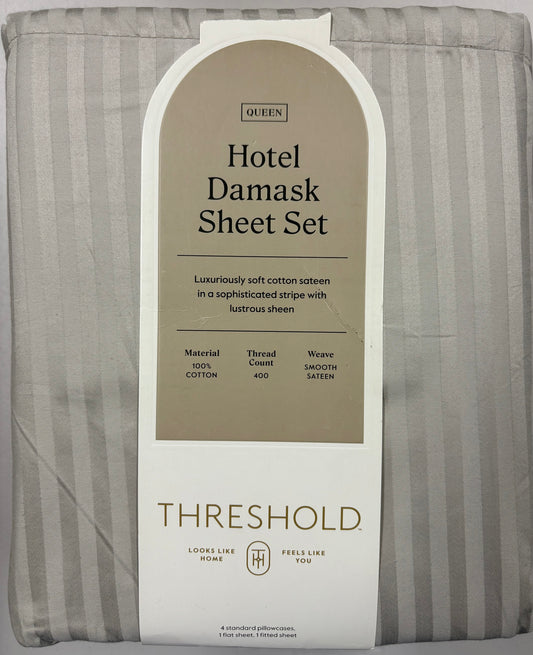 QUEEN
Hotel
Damask
Sheet Set
Luxuriously soft cotton sateen
in a sophisticated stripe with
lustrous sheen
Material
100%
COTTON
Thread
Count
400
Weave
SMOOTH
SATEEN
THRESHOLD™
LOOKS LIKE
HOME
FEELS LIKE
YOU
4 standard pillowcases,
1 flat sheet, 1 fitted sheet